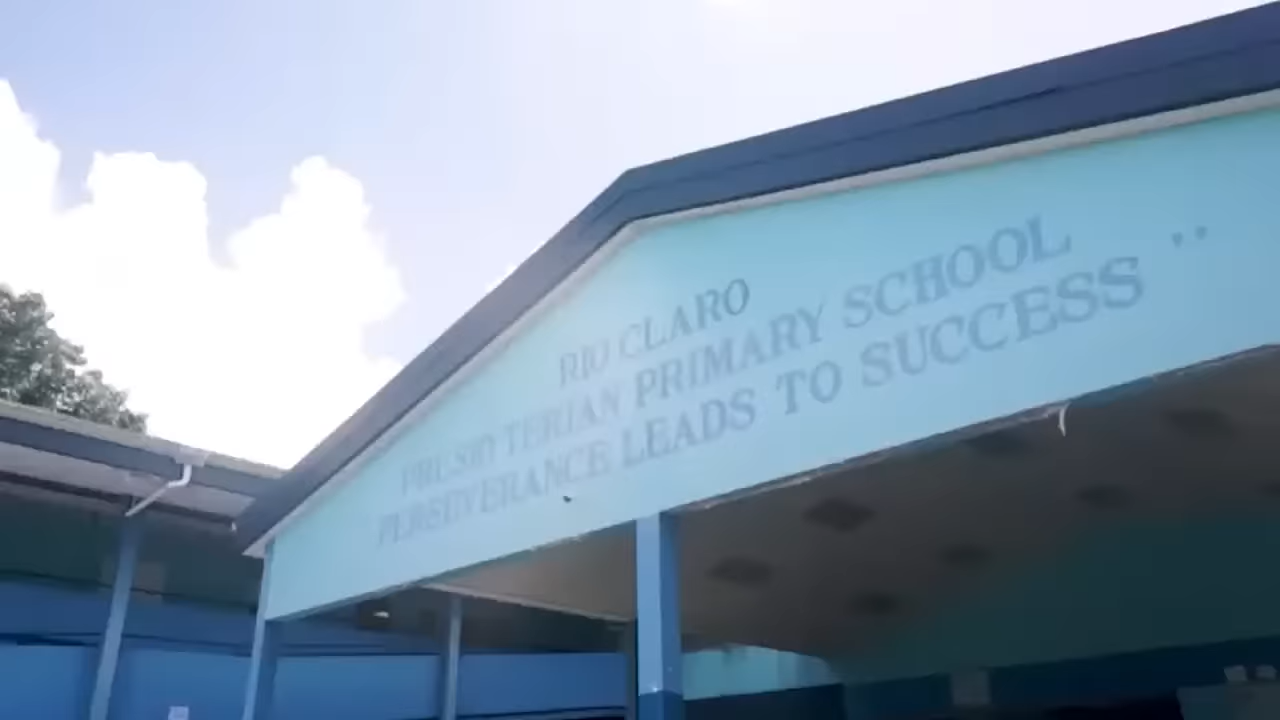 RIO CLARO
PRESBYTERIAN PRIMARY SCHOOL
PERSEVERANCE LEADS TO SUCCESS ''